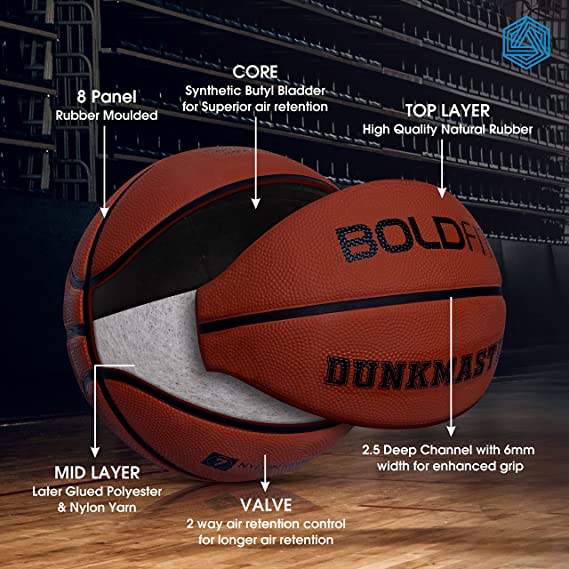 CORE
Synthetic Butyl Bladder
for Superior air retention
8 Panel
Rubber Moulded
TOP LAYER
High Quality Natural Rubber
BOLDF
DUNKMAST
2.5 Deep Channel with 6mm
width for enhanced grip
MID LAYER
Later Glued Polyester
& Nylon Yarn
7
VALVE
2 way air retention control
for longer air retention